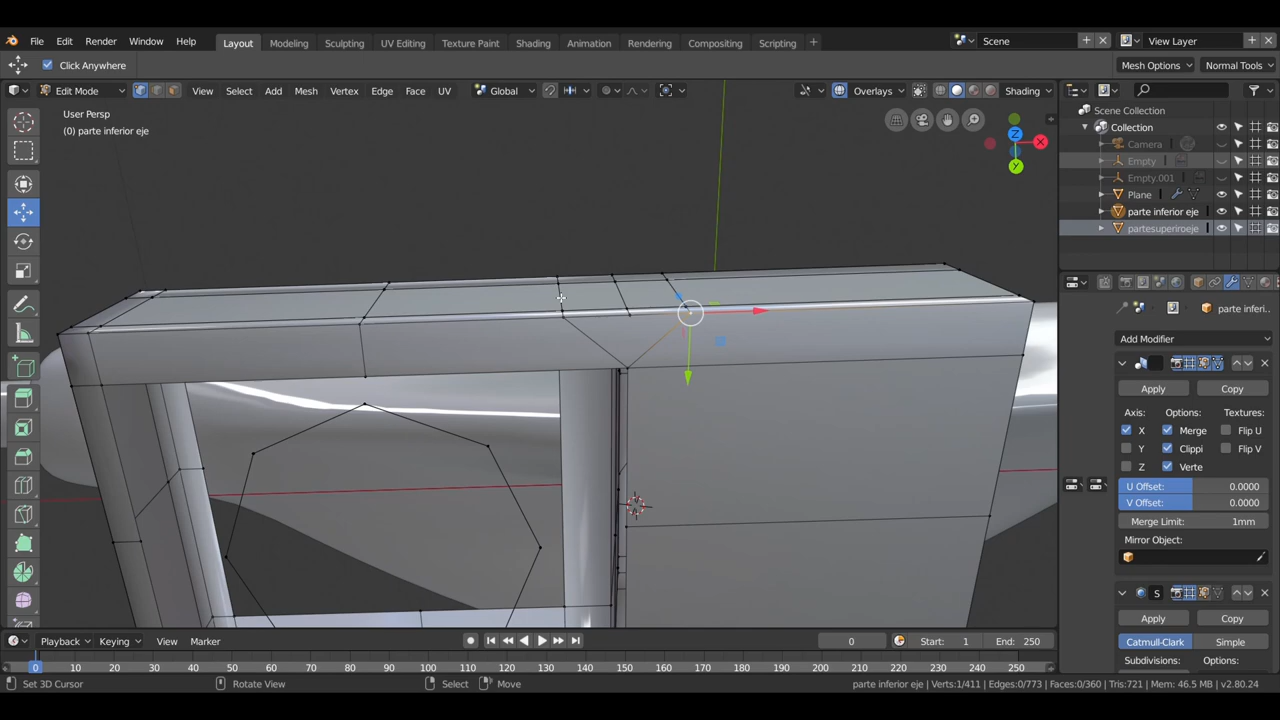 File Edit Render Window Help Layout Modeling Sculpting UV Editing Texture Paint Shading Animation Rendering Compositing Scripting Scene View Layer
Click Anywhere Mesh Options Normal Tools
Edit Mode View Select Add Mesh Vertex Edge Face UV Global Overlays Shading
User Persp
(0) parte inferior eje
Z
X
Y
Scene Collection
Collection
Camera
Empty
Empty.001
Plane
parte inferior eje
partesuperiroeje
parte inferi..
Add Modifier
Apply Copy
Axis: Options: Textures:
X Merge Flip U
Y Clippi Flip V
Z Verte
U Offset: 0.0000
V Offset: 0.0000
Merge Limit: 1mm
Mirror Object:
S
Apply Copy
Catmull-Clark Simple
Subdivisions: Options:
Playback Keying View Marker 0 Start: 1 End: 250
0 10 20 30 40 50 60 70 80 90 100 110 120 130 140 150 160 170 180 190 200 210 220 230 240 250
Set 3D Cursor Rotate View Select Move parte inferior eje | Verts:1/411 | Edges:0/773 | Faces:0/360 | Tris:721 | Mem: 46.5 MB | v2.80.24